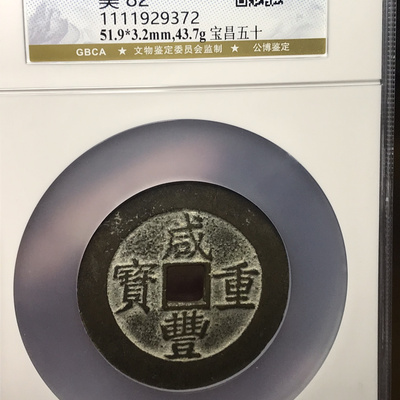 美 82
1111929372
51.9*3.2mm,43.7g 宝昌五十
GBCA ★ 文物鉴定委员会监制 ★ 公博鉴定
咸
寶 重
豐